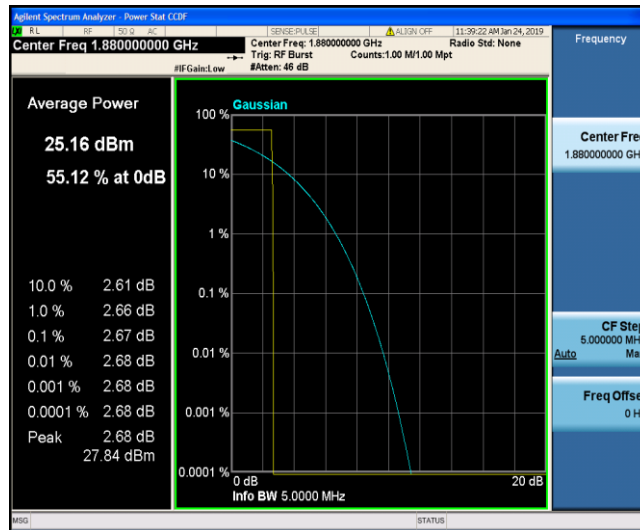 Agilent Spectrum Analyzer - Power Stat CCDF
RL RF 50 Ω AC SENSE:PULSE ALIGN OFF 11:39:22 AM Jan 24, 2019
Center Freq 1.880000000 GHz
Center Freq: 1.880000000 GHz Radio Std: None
Trig: RF Burst Counts:1.00 M/1.00 Mpt
#IFGain:Low #Atten: 46 dB
Frequency
Average Power
25.16 dBm
55.12 % at 0dB
10.0 % 2.61 dB
1.0 % 2.66 dB
0.1 % 2.67 dB
0.01 % 2.68 dB
0.001 % 2.68 dB
0.0001 % 2.68 dB
Peak 2.68 dB
27.84 dBm
Gaussian
100 %
10 %
1 %
0.1 %
0.01 %
0.001 %
0.0001 %
0 dB 20 dB
Info BW 5.0000 MHz
Center Fre
1.880000000 GH
CF Step
5.000000 MH
Auto Ma
Freq Offse
0 H
MSG STATUS